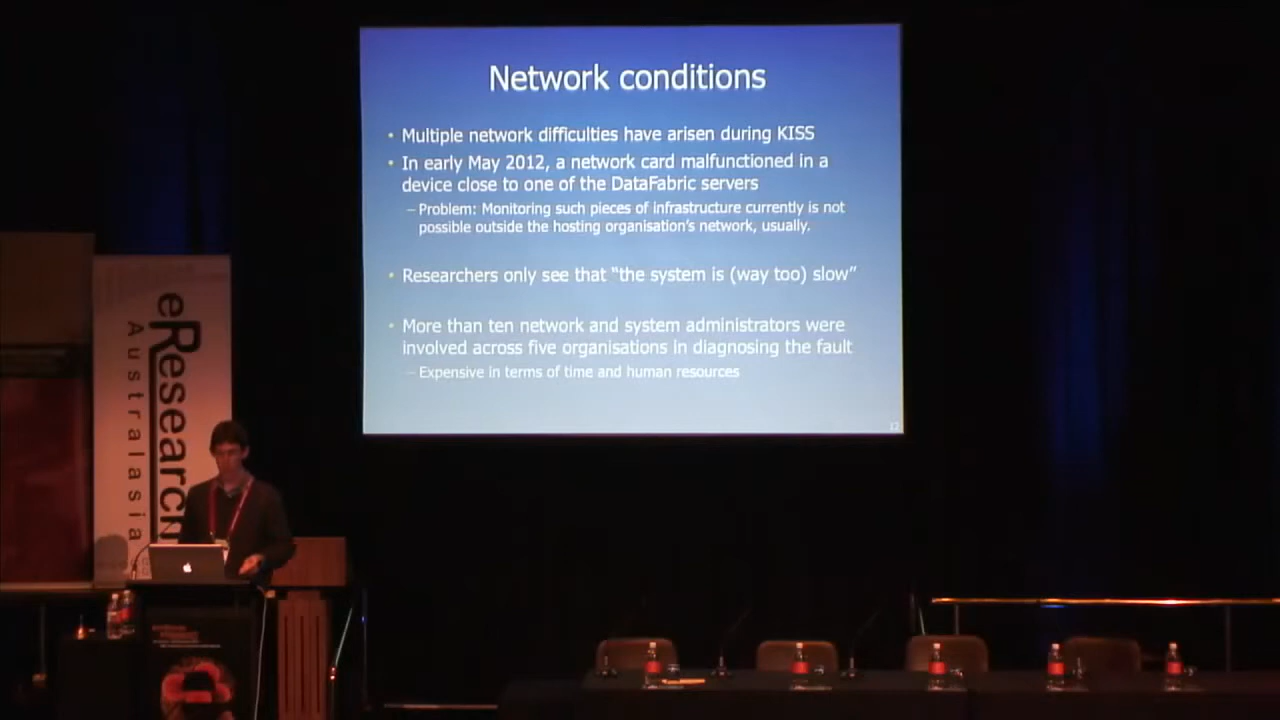 Network conditions
• Multiple network difficulties have arisen during KISS
• In early May 2012, a network card malfunctioned in a
device close to one of the DataFabric servers
– Problem: Monitoring such pieces of infrastructure currently is not
possible outside the hosting organisation's network, usually.
• Researchers only see that “the system is (way too) slow”
• More than ten network and system administrators were
involved across five organisations in diagnosing the fault
– Expensive in terms of time and human resources
12
eResearch
Australasia